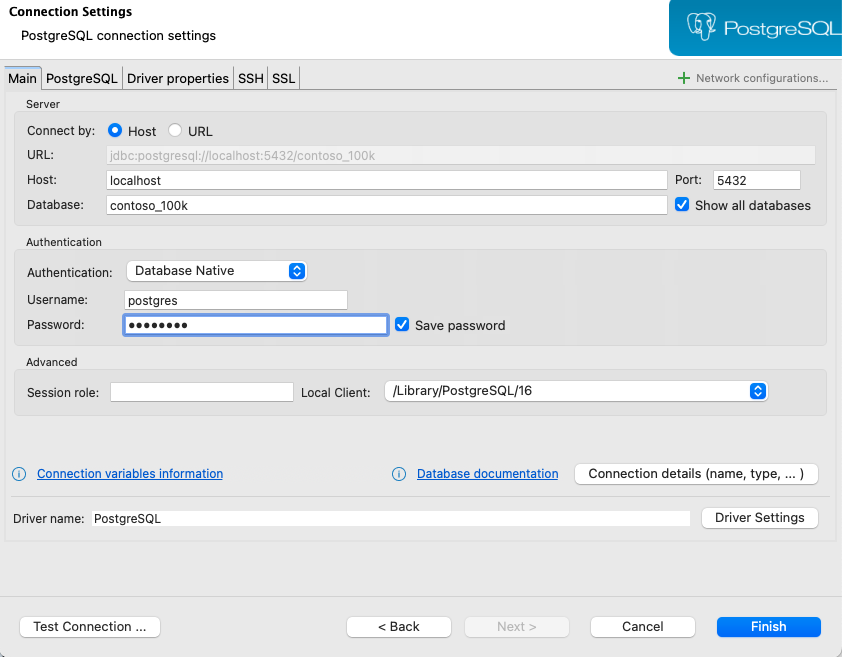 Connection Settings
PostgreSQL connection settings
PostgreSQL
Main PostgreSQL Driver properties SSH SSL Network configurations...
Server
Connect by: Host URL
URL: jdbc:postgresql://localhost:5432/contoso_100k
Host: localhost Port: 5432
Database: contoso_100k Show all databases
Authentication
Authentication: Database Native
Username: postgres
Password: •••••••• Save password
Advanced
Session role: Local Client: /Library/PostgreSQL/16
Connection variables information Database documentation Connection details (name, type, ... )
Driver name: PostgreSQL Driver Settings
Test Connection ... < Back Next > Cancel Finish